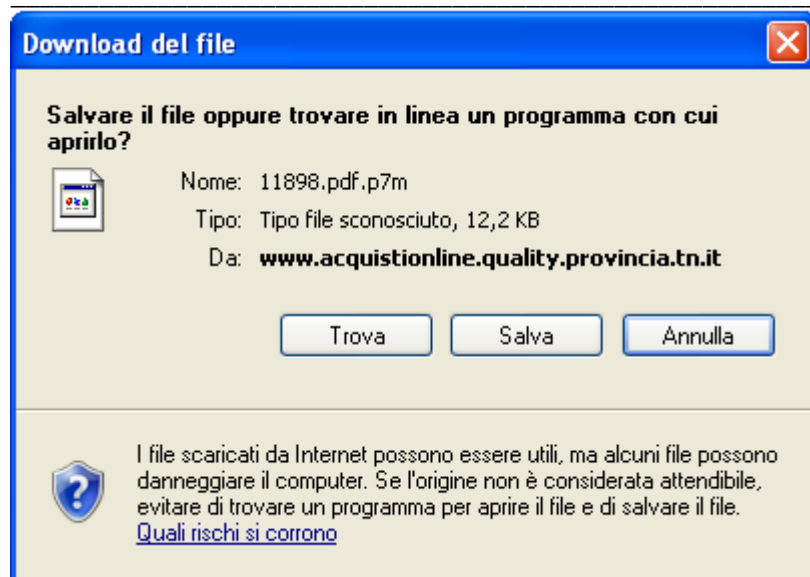 Download del file
Salvare il file oppure trovare in linea un programma con cui
aprirlo?
Nome: 11898.pdf.p7m
Tipo: Tipo file sconosciuto, 12,2 KB
Da: www.acquistionline.quality.provincia.tn.it
Trova Salva Annulla
I file scaricati da Internet possono essere utili, ma alcuni file possono
danneggiare il computer. Se l'origine non è considerata attendibile,
evitare di trovare un programma per aprire il file e di salvare il file.
Quali rischi si corrono